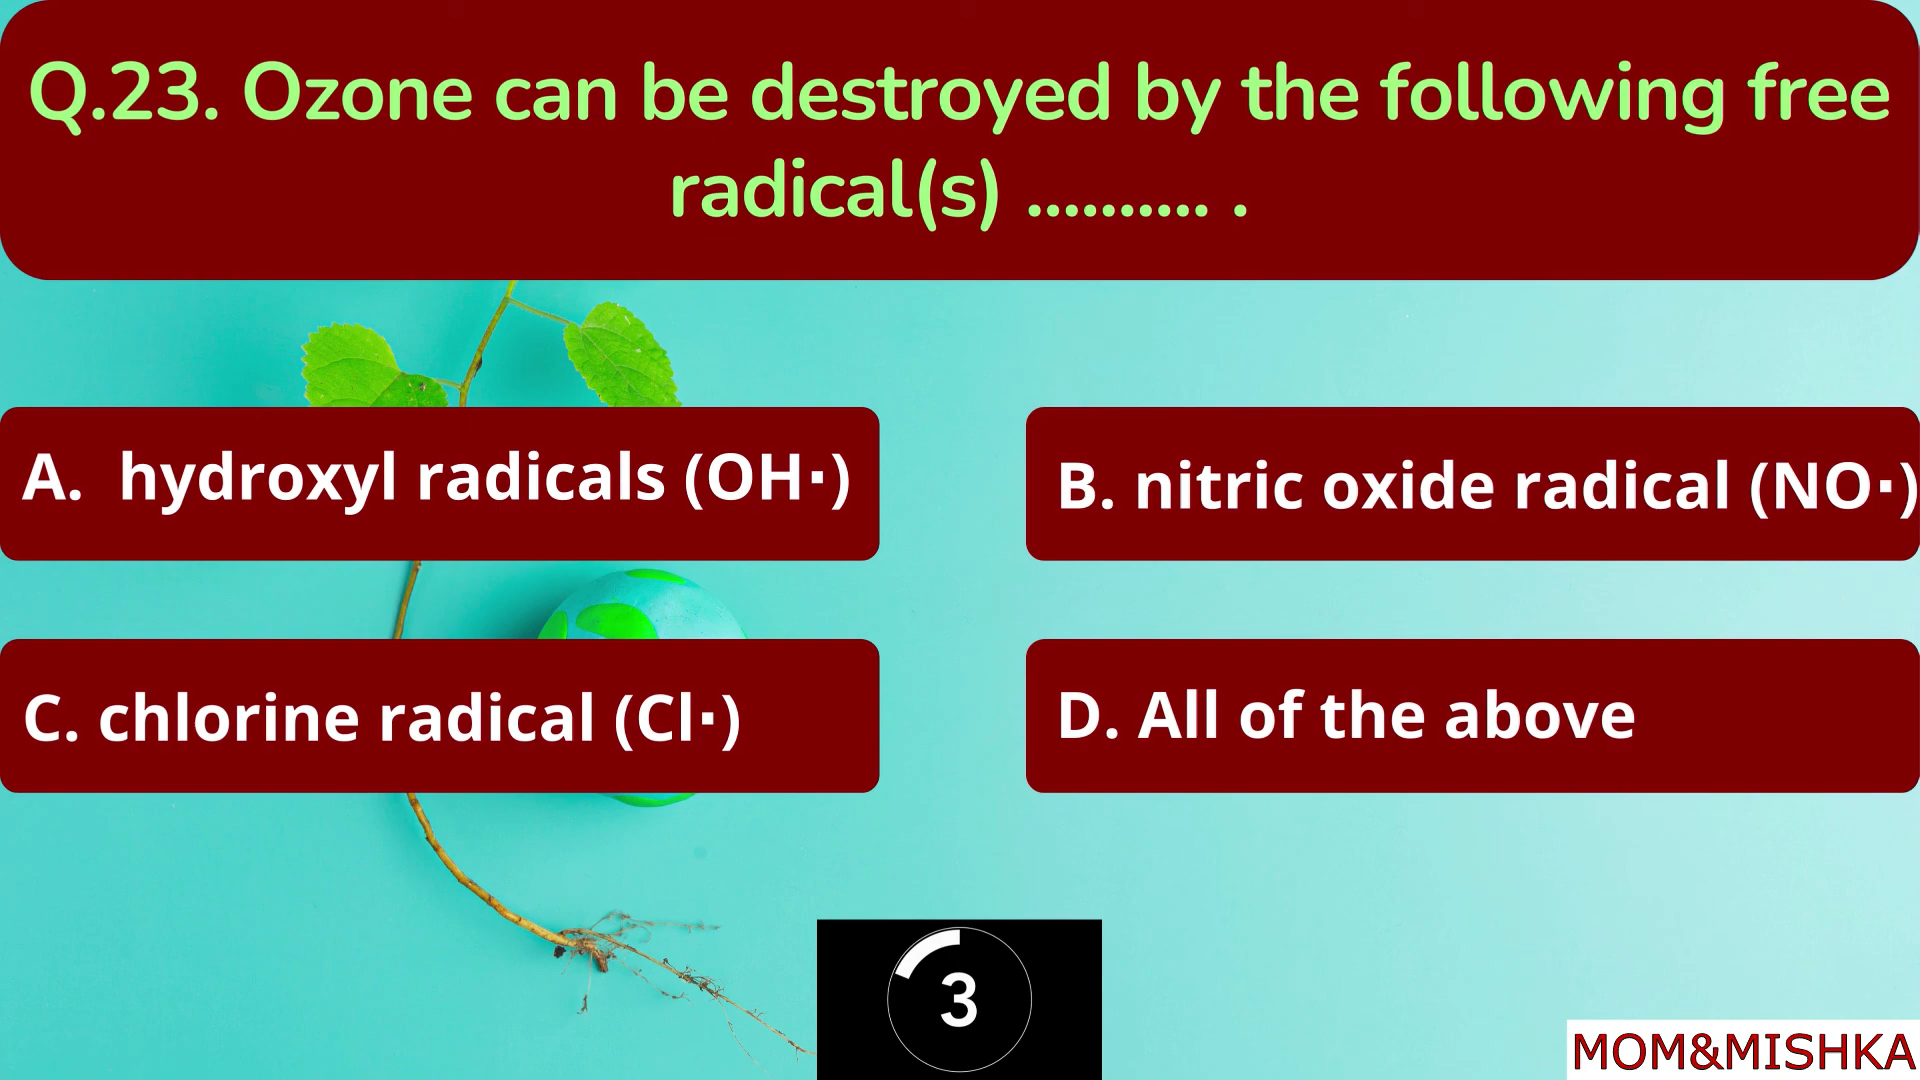 Q.23. Ozone can be destroyed by the following free
radical(s) .......... .
A.  hydroxyl radicals (OH·)
B. nitric oxide radical (NO·)
C. chlorine radical (Cl·)
D. All of the above
3
MOM&MISHKA